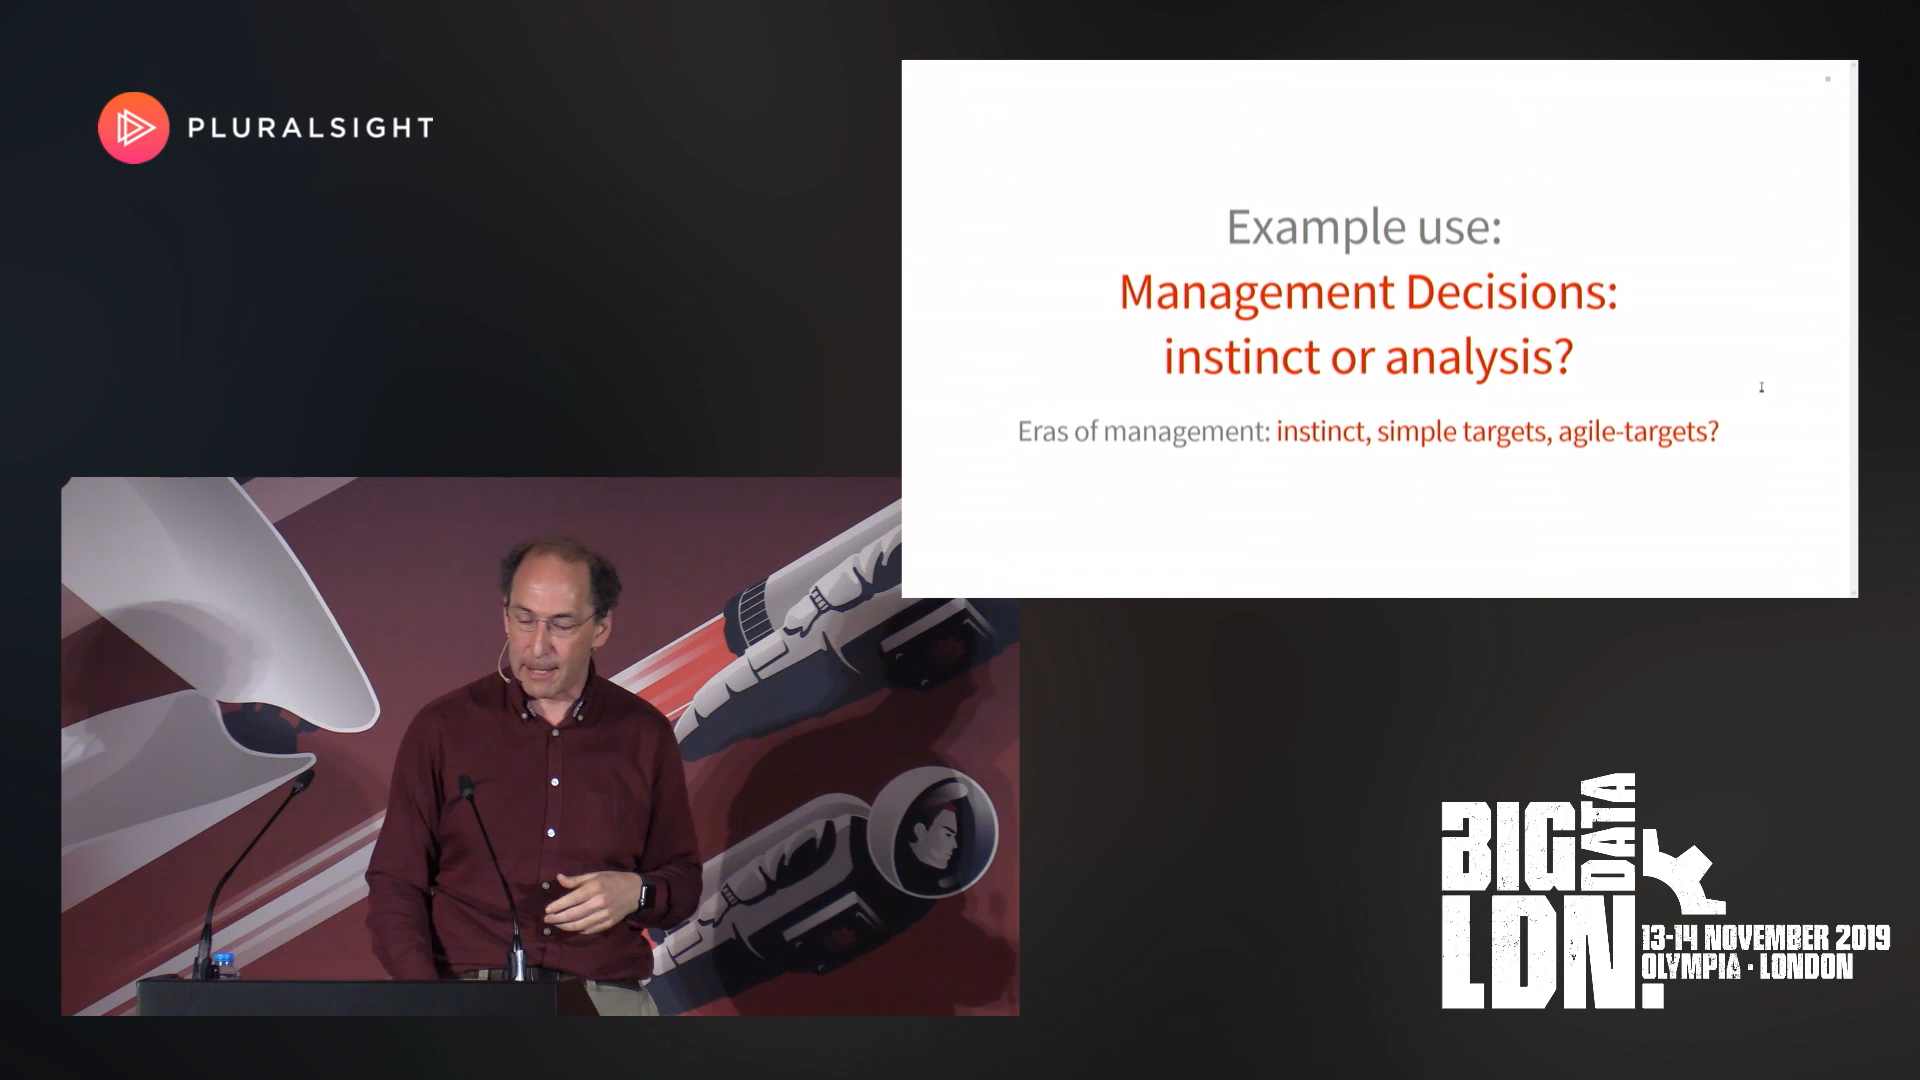 PLURALSIGHT
Example use:
Management Decisions:
instinct or analysis?
Eras of management: instinct, simple targets, agile-targets?
BIG
DATA
LDN.
13-14 NOVEMBER 2019
OLYMPIA · LONDON